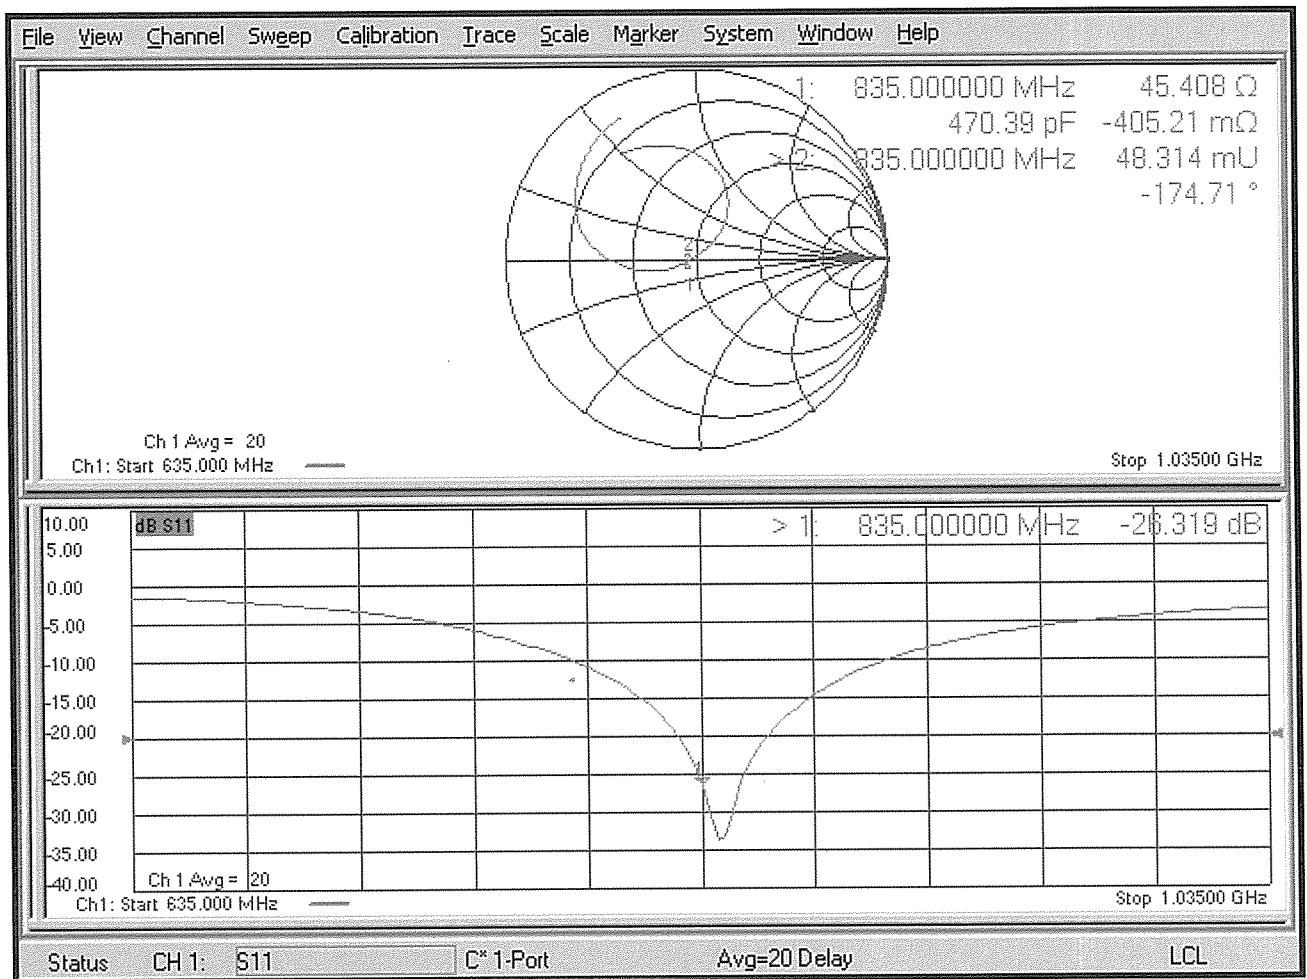 File View Channel Sweep Calibration Trace Scale Marker System Window Help
1: 835.000000 MHz 45.408 Ω
470.39 pF -405.21 mΩ
> 2: 835.000000 MHz 48.314 mU
-174.71 °
2
2
1
Ch 1 Avg = 20
Ch1: Start 635.000 MHz
Stop 1.03500 GHz
10.00
dB S11
> 1: 835.000000 MHz -26.319 dB
5.00
0.00
-5.00
-10.00
-15.00
-20.00
1
-25.00
-30.00
-35.00
-40.00
Ch 1 Avg = 20
Ch1: Start 635.000 MHz
Stop 1.03500 GHz
Status CH 1: S11 C* 1-Port Avg=20 Delay LCL